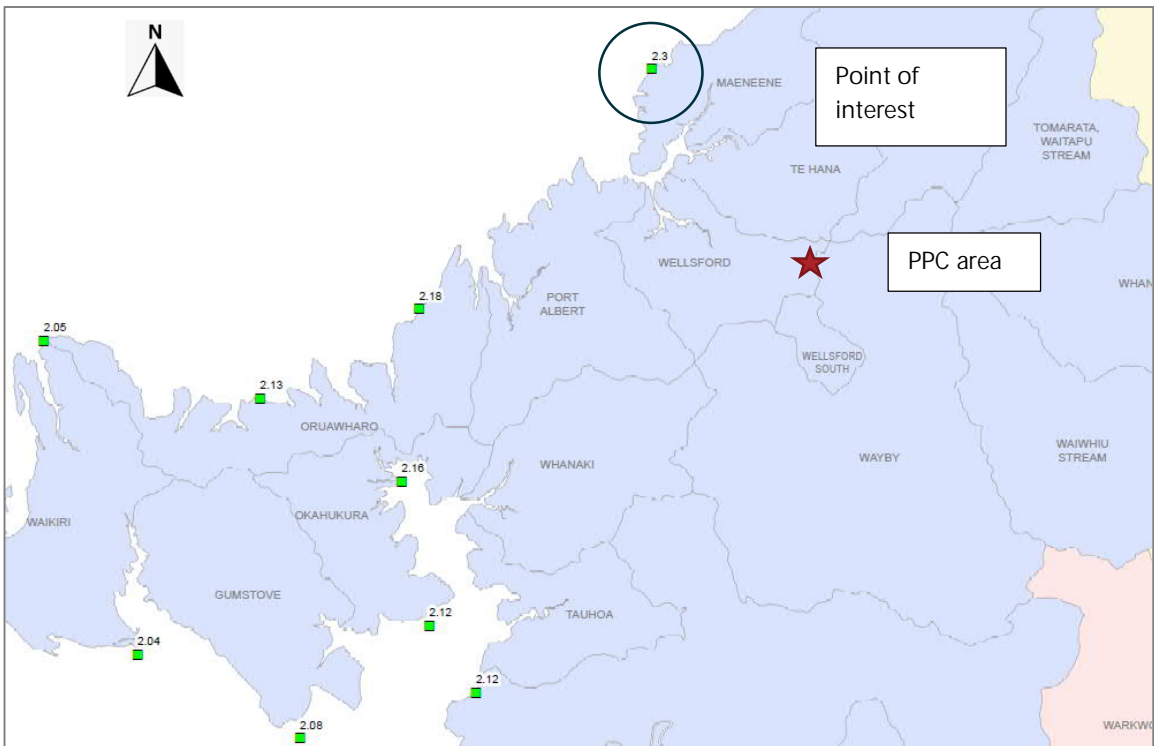 N
2.3
MAENEENE
Point of
interest
TOMARATA,
WAITAPU
STREAM
TE HANA
WELLSFORD
PPC area
WHAN
2.18
PORT
ALBERT
2.05
WELLSFORD
SOUTH
2.13
ORUAWHARO
WHANAKI
WAYBY
WAIWHIU
STREAM
2.16
OKAHUKURA
WAIKIRI
GUMSTOVE
TAUHOA
2.12
2.04
2.12
2.08
WARKWO